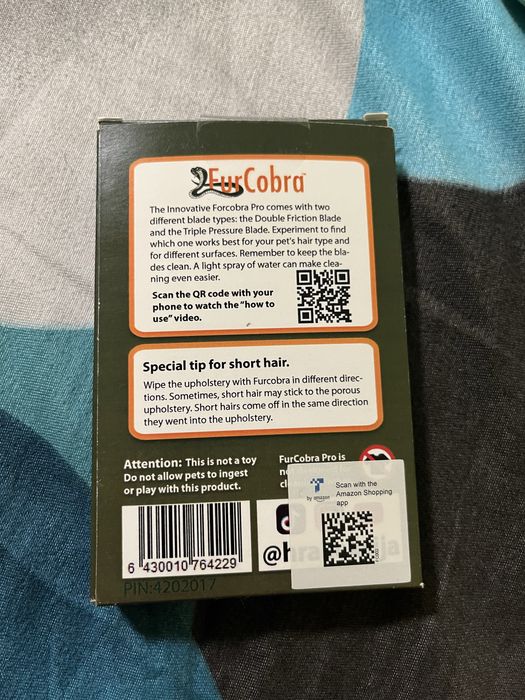 FurCobra™
The Innovative Forcobra Pro comes with two
different blade types: the Double Friction Blade
and the Triple Pressure Blade. Experiment to find
which one works best for your pet's hair type and
for different surfaces. Remember to keep the bla-
des clean. A light spray of water can make clea-
ning even easier.
Scan the QR code with your
phone to watch the "how to
use" video.
Special tip for short hair.
Wipe the upholstery with Furcobra in different direc-
tions. Sometimes, short hair may stick to the porous
upholstery. Short hairs come off in the same direction
they went into the upholstery.
Attention: This is not a toy
Do not allow pets to ingest
or play with this product.
FurCobra Pro is
Scan with the
Amazon Shopping
app
by amazon
6 430010 764229
PIN:4202017